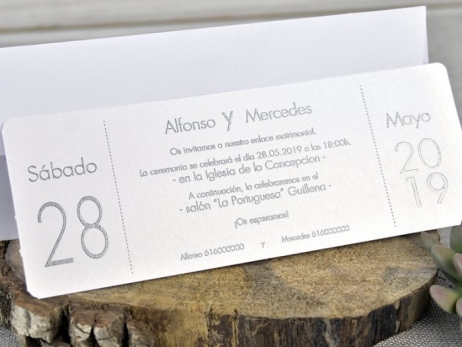 Sábado
28
Alfonso y Mercedes
Os invitamos a nuestro enlace matrimonial.
La ceremonia se celebrará el día 28.05.2019 a las 18:00h.
- en la Iglesia de la Concepcion -
A continuación, lo celebraremos en el
- salón "La Portuguesa" Guillena -
¡Os esperamos!
Alfonso 616000000 Y Mercedes 616000000
Mayo
20
19